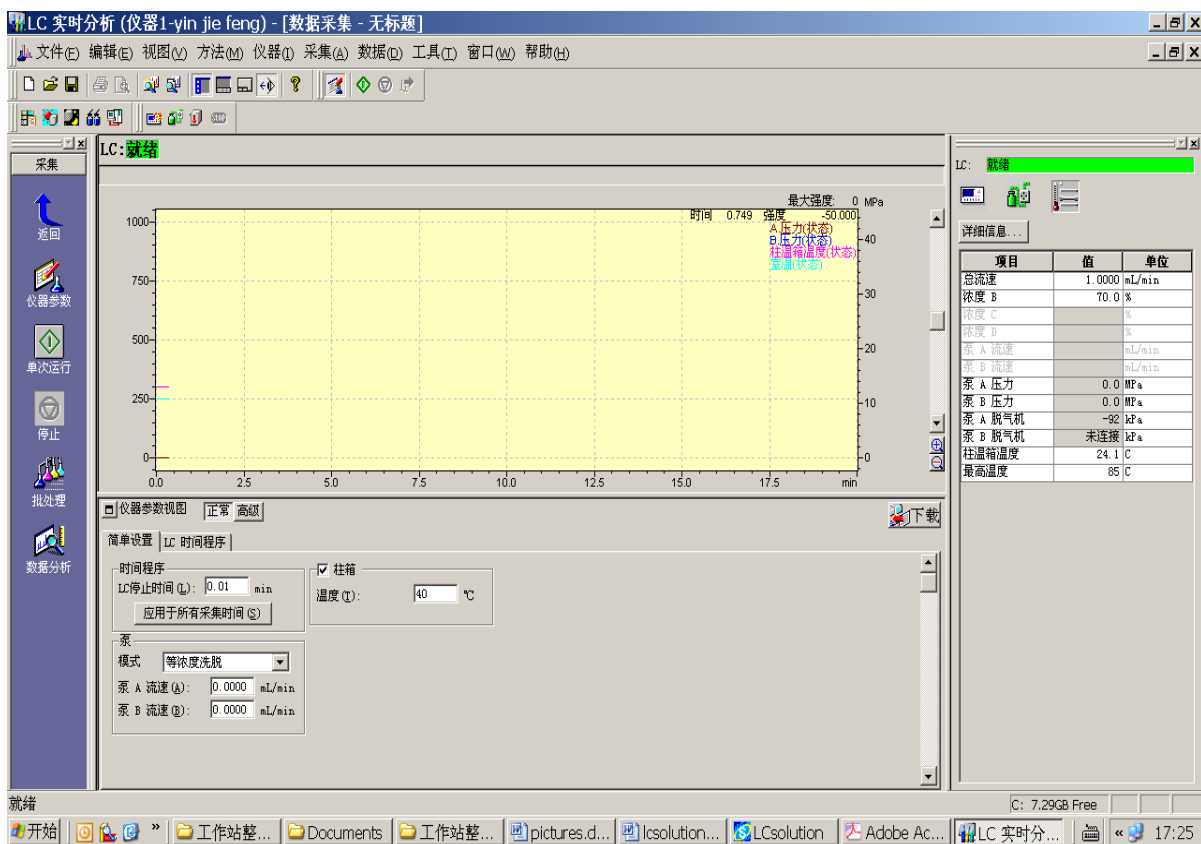 LC 实时分析 (仪器1-yin jie feng) - [数据采集 - 无标题]
文件(F) 编辑(E) 视图(V) 方法(M) 仪器(I) 采集(A) 数据(D) 工具(T) 窗口(W) 帮助(H)
采集
返回
仪器参数
单次运行
停止
批处理
数据分析
LC:就绪
最大强度: 0 MPa
时间 0.749 强度 -50.000
A.压力(状态)
B.压力(状态)
柱温箱温度(状态)
室温(状态)
1000
750
500
250
0
40
30
20
10
0
0.0 2.5 5.0 7.5 10.0 12.5 15.0 17.5 min
仪器参数视图 正常 高级 下载
简单设置 LC 时间程序
时间程序
LC停止时间(L): 0.01 min
应用于所有采集时间(S)
柱箱
温度(T): 40 ℃
泵
模式 等浓度洗脱
泵 A 流速(A): 0.0000 mL/min
泵 B 流速(B): 0.0000 mL/min
LC: 就绪
详细信息...
项目 值 单位
总流速 1.0000 mL/min
浓度 B 70.0 %
浓度 C %
浓度 D %
泵 A 流速 mL/min
泵 B 流速 mL/min
泵 A 压力 0.0 MPa
泵 B 压力 0.0 MPa
泵 A 脱气机 -92 kPa
泵 B 脱气机 未连接 kPa
柱温箱温度 24.1 C
最高温度 85 C
就绪
C: 7.29GB Free
开始 » 工作站整... Documents 工作站整... pictures.d... lcsolution... LCsolution Adobe Ac... LC 实时分... « 17:25